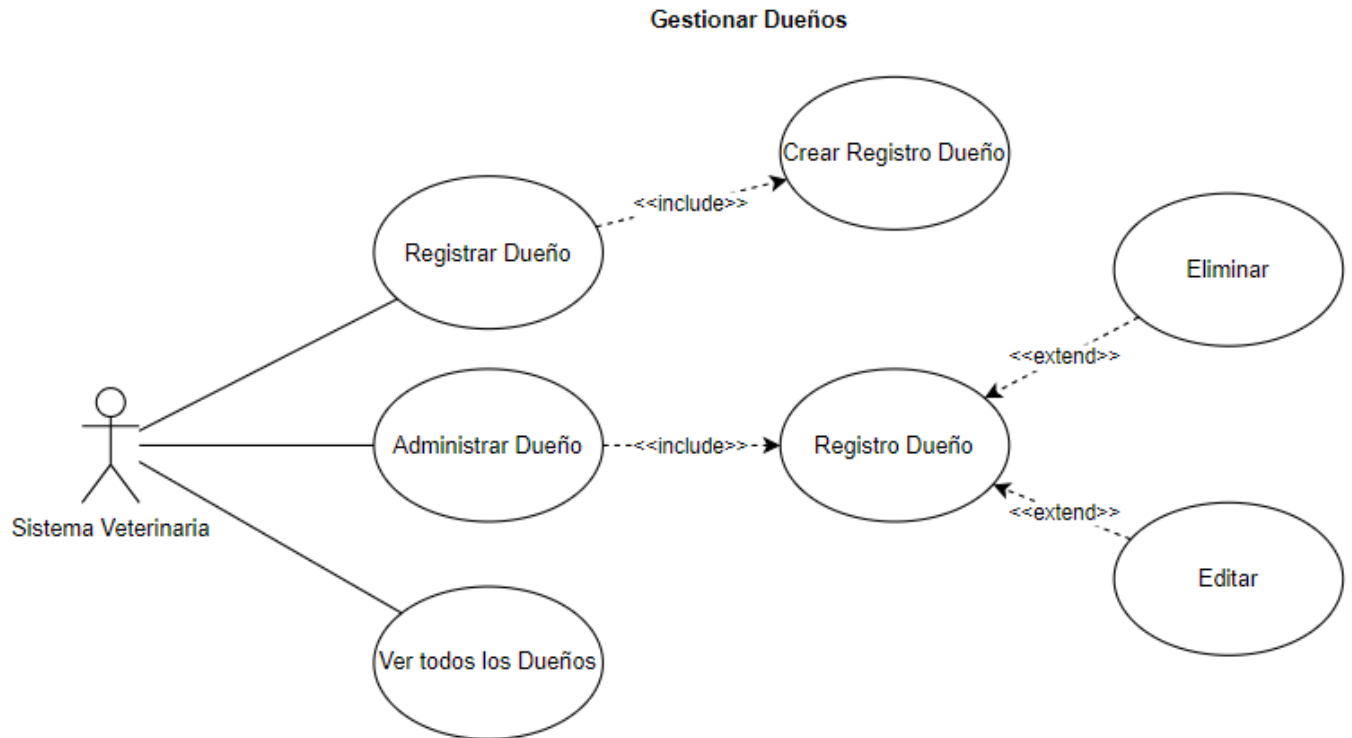 Gestionar Dueños
Crear Registro Dueño
<<include>>
Registrar Dueño
Eliminar
<<extend>>
Administrar Dueño
<<include>>
Registro Dueño
<<extend>>
Sistema Veterinaria
Editar
Ver todos los Dueños